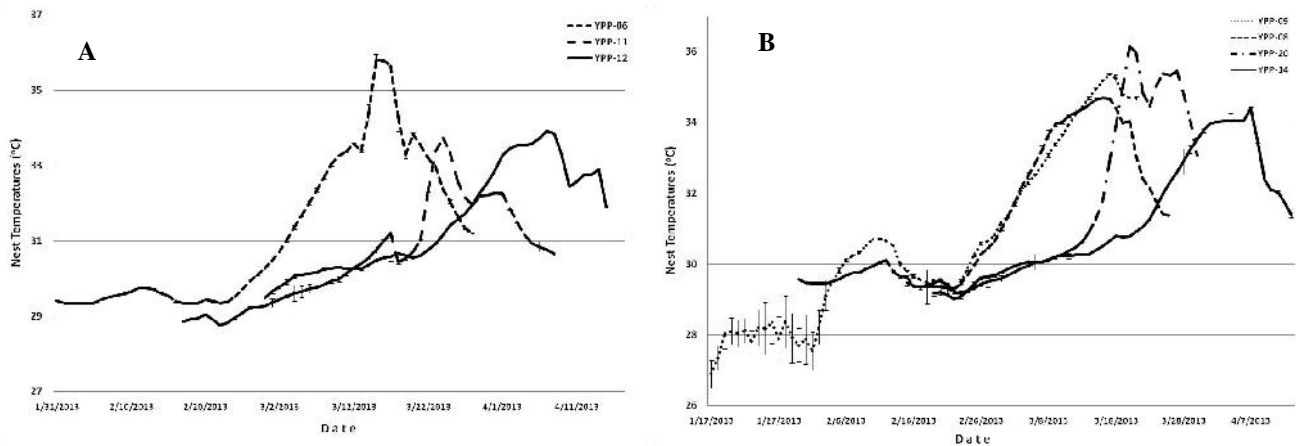 37
35
33
31
29
27
Nest Temperatures (°C)
A
YPP-06
YPP-11
YPP-12
1/31/2013
2/10/2013
2/20/2013
3/2/2013
3/12/2013
3/22/2013
4/1/2013
4/11/2013
Date
36
34
32
30
28
26
Nest Temperatures (°C)
B
YPP-09
YPP-08
YPP-20
YPP-14
1/17/2013
1/27/2013
2/6/2013
2/16/2013
2/26/2013
3/8/2013
3/18/2013
3/28/2013
4/7/2013
Date